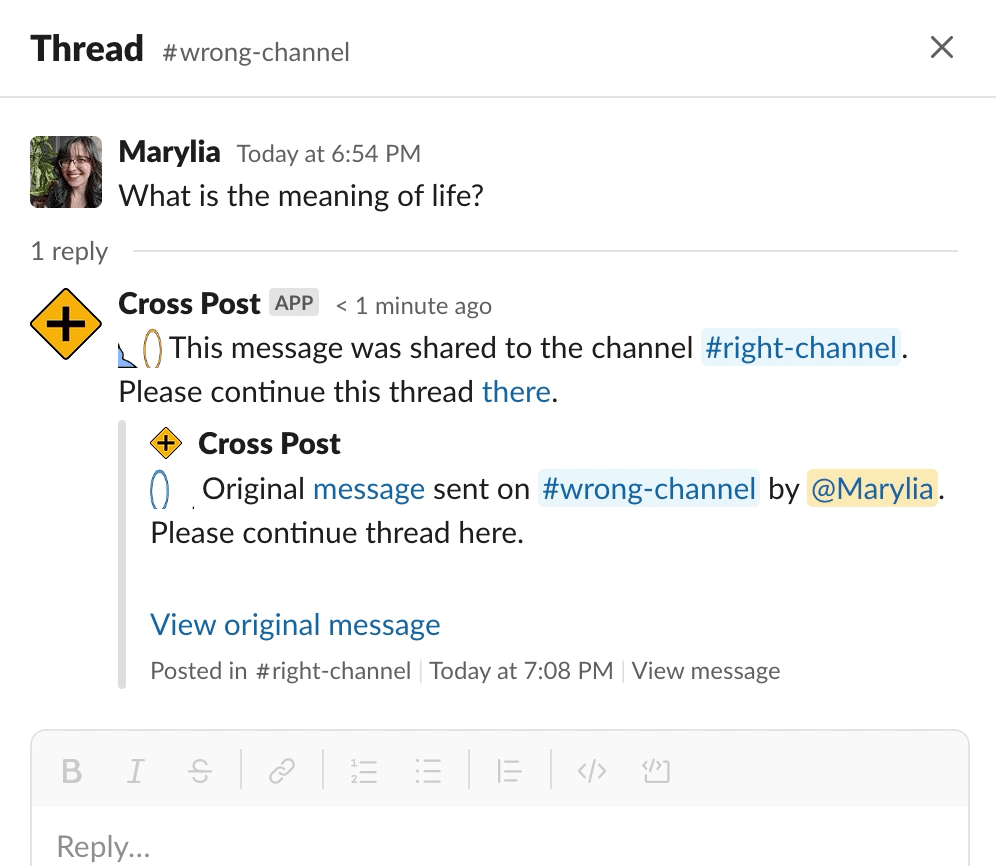 Thread #wrong-channel
Marylia Today at 6:54 PM
What is the meaning of life?
1 reply
Cross Post APP < 1 minute ago
This message was shared to the channel #right-channel.
Please continue this thread there.
Cross Post
Original message sent on #wrong-channel by @Marylia.
Please continue thread here.
View original message
Posted in #right-channel | Today at 7:08 PM | View message
Reply...